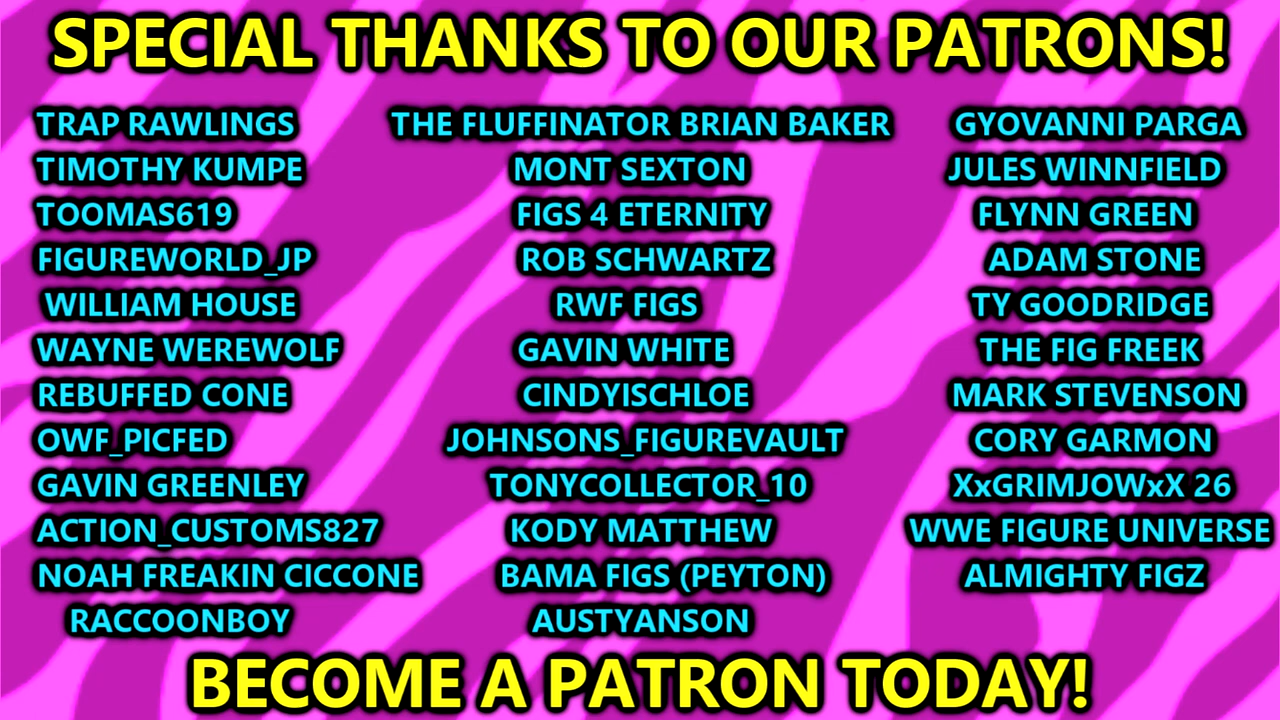 SPECIAL THANKS TO OUR PATRONS!
TRAP RAWLINGS
TIMOTHY KUMPE
TOOMAS619
FIGUREWORLD_JP
WILLIAM HOUSE
WAYNE WEREWOLF
REBUFFED CONE
OWF_PICFED
GAVIN GREENLEY
ACTION_CUSTOMS827
NOAH FREAKIN CICCONE
RACCOONBOY
THE FLUFFINATOR BRIAN BAKER
MONT SEXTON
FIGS 4 ETERNITY
ROB SCHWARTZ
RWF FIGS
GAVIN WHITE
CINDYISCHLOE
JOHNSONS_FIGUREVAULT
TONYCOLLECTOR_10
KODY MATTHEW
BAMA FIGS (PEYTON)
AUSTYANSON
GYOVANNI PARGA
JULES WINNFIELD
FLYNN GREEN
ADAM STONE
TY GOODRIDGE
THE FIG FREEK
MARK STEVENSON
CORY GARMON
XxGRIMJOWxX 26
WWE FIGURE UNIVERSE
ALMIGHTY FIGZ
BECOME A PATRON TODAY!